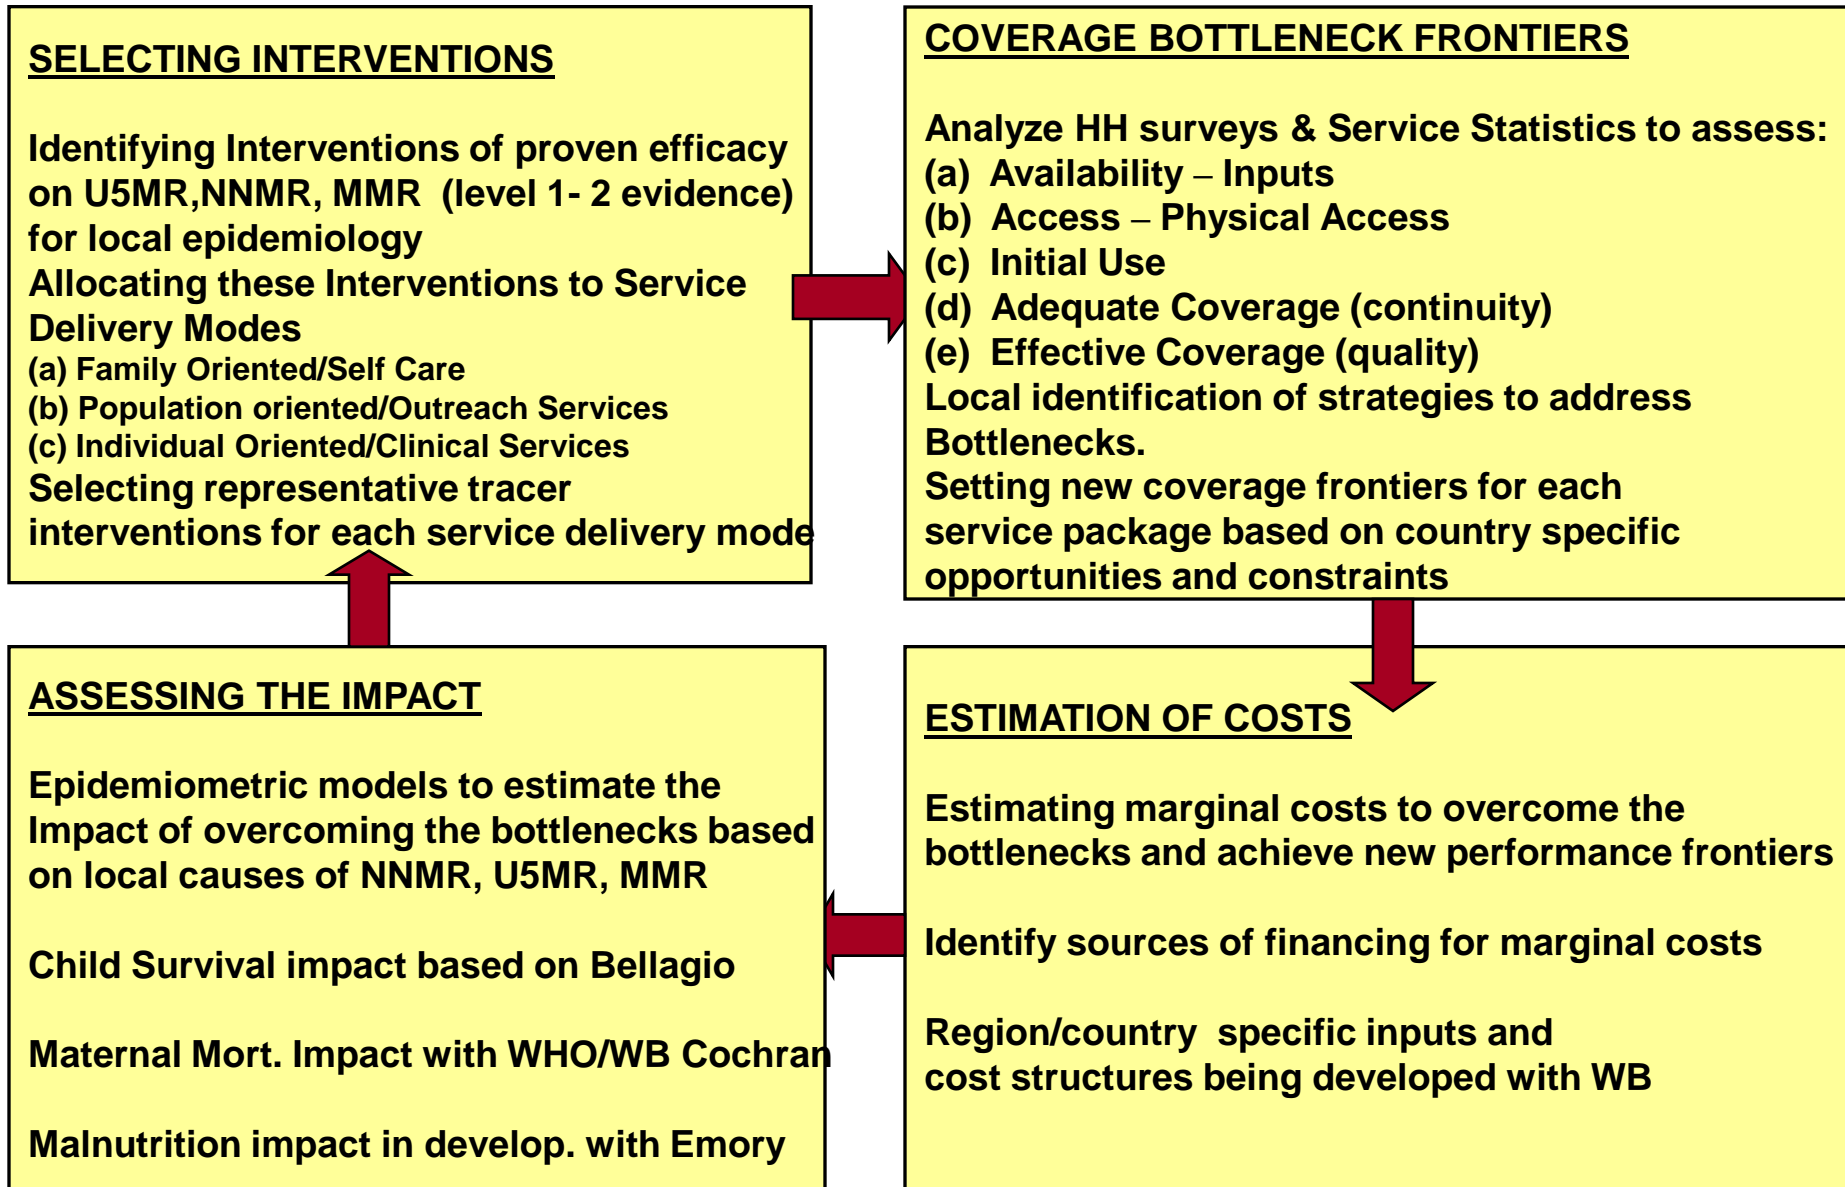 SELECTING INTERVENTIONS
Identifying Interventions of proven efficacy
on U5MR,NNMR, MMR  (level 1- 2 evidence)
for local epidemiology
Allocating these Interventions to Service
Delivery Modes
(a) Family Oriented/Self Care
(b) Population oriented/Outreach Services
(c) Individual Oriented/Clinical Services
Selecting representative tracer
interventions for each service delivery mode
COVERAGE BOTTLENECK FRONTIERS
Analyze HH surveys & Service Statistics to assess:
(a)  Availability – Inputs
(b)  Access – Physical Access
(c)  Initial Use
(d)  Adequate Coverage (continuity)
(e)  Effective Coverage (quality)
Local identification of strategies to address
Bottlenecks.
Setting new coverage frontiers for each
service package based on country specific
opportunities and constraints
ASSESSING THE IMPACT
Epidemiometric models to estimate the
Impact of overcoming the bottlenecks based
on local causes of NNMR, U5MR, MMR
Child Survival impact based on Bellagio
Maternal Mort. Impact with WHO/WB Cochran
Malnutrition impact in develop. with Emory
ESTIMATION OF COSTS
Estimating marginal costs to overcome the
bottlenecks and achieve new performance frontiers
Identify sources of financing for marginal costs
Region/country  specific inputs and
cost structures being developed with WB